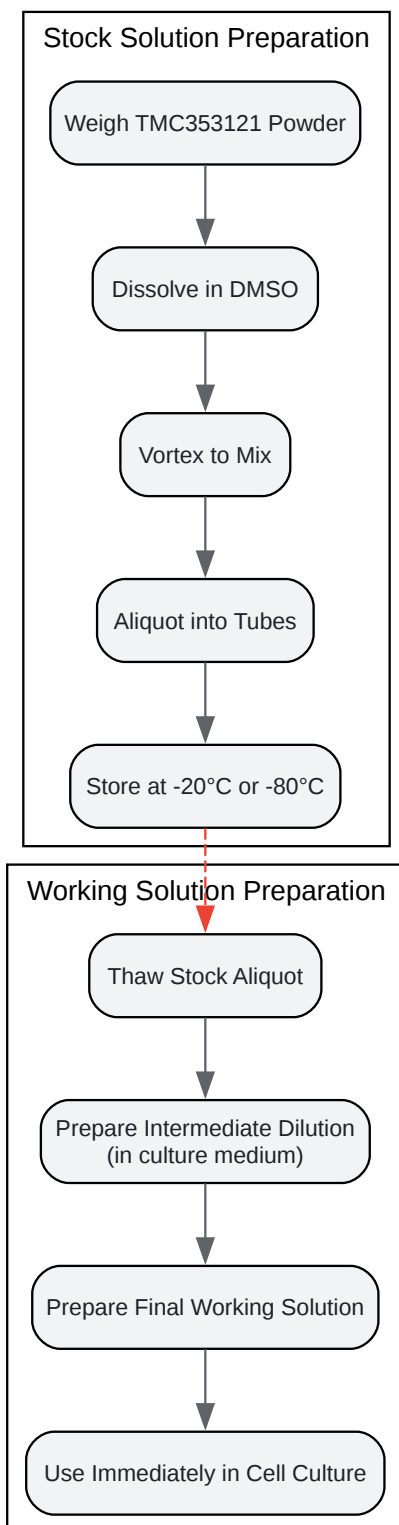 Stock Solution Preparation
Weigh TMC353121 Powder
Dissolve in DMSO
Vortex to Mix
Aliquot into Tubes
Store at -20°C or -80°C
Working Solution Preparation
Thaw Stock Aliquot
Prepare Intermediate Dilution
(in culture medium)
Prepare Final Working Solution
Use Immediately in Cell Culture